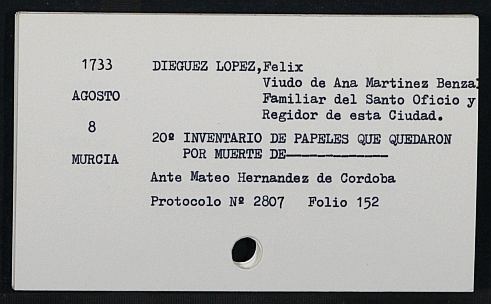 1733 DIEGUEZ LOPEZ,Felix
Viudo de Ana Martinez Benzal
AGOSTO Familiar del Santo Oficio y
8 Regidor de esta Ciudad.
20º INVENTARIO DE PAPELES QUE QUEDARON
MURCIA POR MUERTE DE-------------
Ante Mateo Hernandez de Cordoba
Protocolo Nº 2807 Folio 152